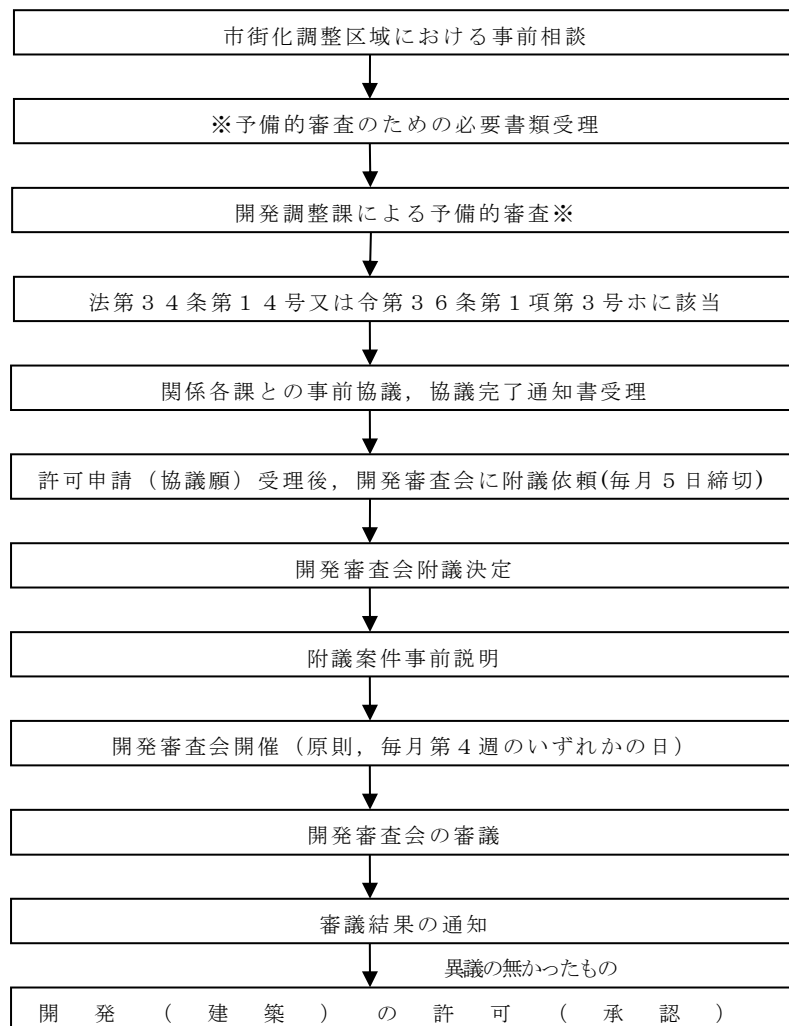 市街化調整区域における事前相談
※予備的審査のための必要書類受理
開発調整課による予備的審査※
法第３４条第１４号又は令第３６条第１項第３号ホに該当
関係各課との事前協議，協議完了通知書受理
許可申請（協議願）受理後，開発審査会に附議依頼(毎月５日締切)
開発審査会附議決定
附議案件事前説明
開発審査会開催（原則，毎月第４週のいずれかの日）
開発審査会の審議
審議結果の通知
異議の無かったもの
開発（建築）の許可（承認）